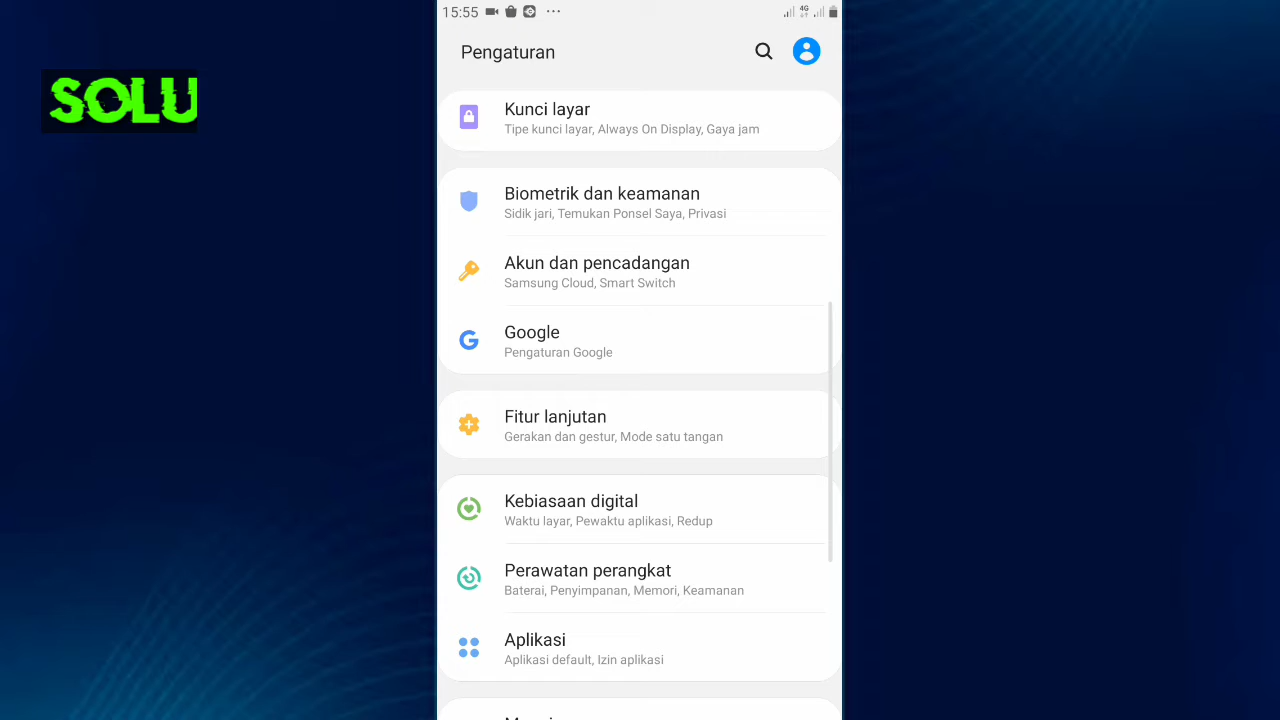 15:55
4G
Pengaturan
SOLU
Kunci layar
Tipe kunci layar, Always On Display, Gaya jam
Biometrik dan keamanan
Sidik jari, Temukan Ponsel Saya, Privasi
Akun dan pencadangan
Samsung Cloud, Smart Switch
Google
Pengaturan Google
Fitur lanjutan
Gerakan dan gestur, Mode satu tangan
Kebiasaan digital
Waktu layar, Pewaktu aplikasi, Redup
Perawatan perangkat
Baterai, Penyimpanan, Memori, Keamanan
Aplikasi
Aplikasi default, Izin aplikasi